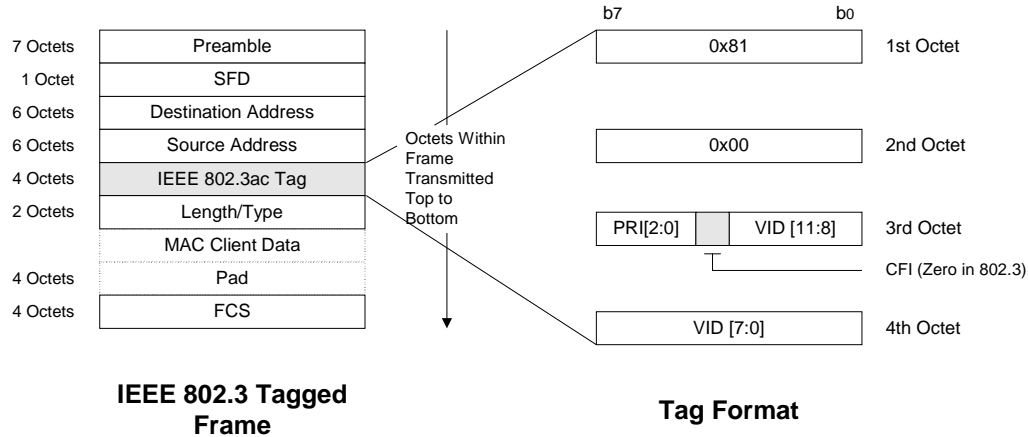 7 Octets Preamble
1 Octet SFD
6 Octets Destination Address
6 Octets Source Address
4 Octets IEEE 802.3ac Tag
2 Octets Length/Type
MAC Client Data
4 Octets Pad
4 Octets FCS
IEEE 802.3 Tagged
Frame
Octets Within
Frame
Transmitted
Top to
Bottom
b7 b0
0x81 1st Octet
0x00 2nd Octet
PRI[2:0] VID [11:8] 3rd Octet
CFI (Zero in 802.3)
VID [7:0] 4th Octet
Tag Format